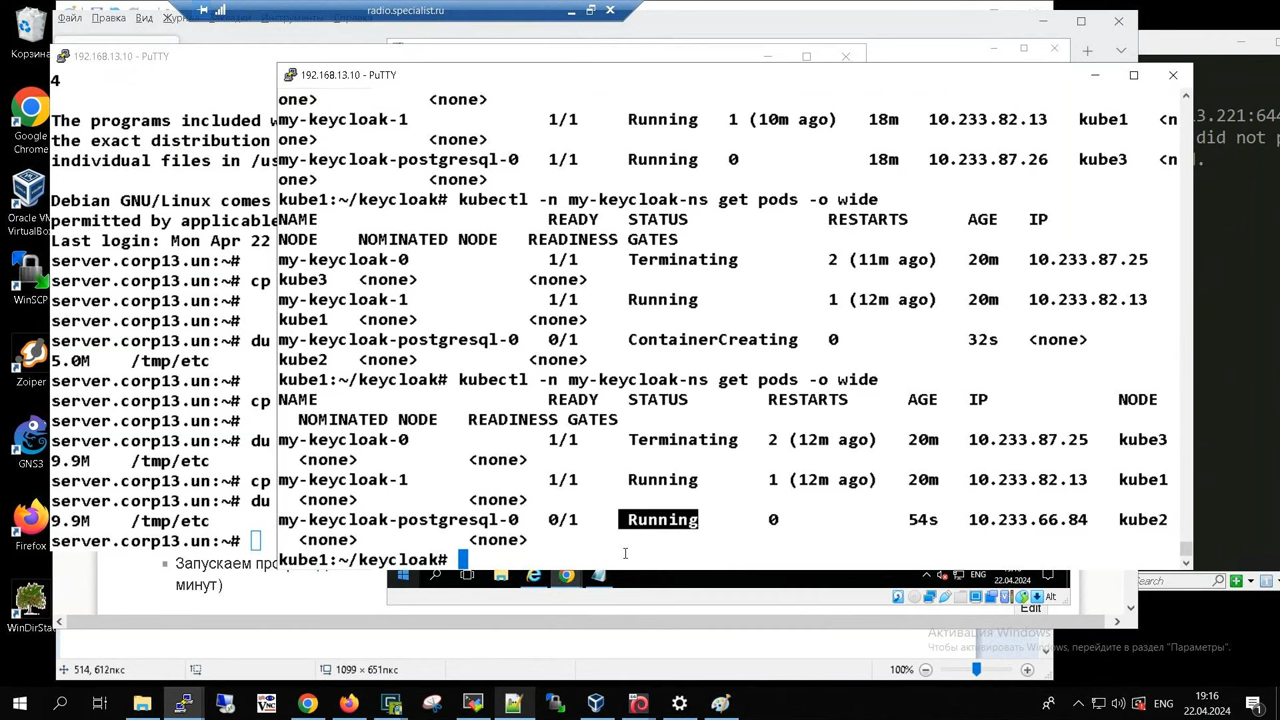 radio.specialist.ru
Корзина
Google
Chrome
Oracle VM
VirtualBox
WinSCP
Zoiper
GNS3
Firefox
WinDirStat
Файл
Правка
Вид
192.168.13.10 - PuTTY
4
The programs included w
the exact distribution
individual files in /us
Debian GNU/Linux comes
permitted by applicable
Last login: Mon Apr 22
server.corp13.un:~#
server.corp13.un:~# cp
server.corp13.un:~#
server.corp13.un:~# du
5.0M    /tmp/etc
server.corp13.un:~#
server.corp13.un:~# cp
server.corp13.un:~#
server.corp13.un:~# du
9.9M    /tmp/etc
server.corp13.un:~# cp
server.corp13.un:~# du
9.9M    /tmp/etc
server.corp13.un:~#
192.168.13.10 - PuTTY
one>           <none>
my-keycloak-1              1/1     Running   1 (10m ago)   18m   10.233.82.13   kube1   <n
one>           <none>
my-keycloak-postgresql-0   1/1     Running   0             18m   10.233.87.26   kube3   <n
one>           <none>
kube1:~/keycloak# kubectl -n my-keycloak-ns get pods -o wide
NAME                       READY   STATUS              RESTARTS      AGE   IP
NODE    NOMINATED NODE   READINESS GATES
my-keycloak-0              1/1     Terminating         2 (11m ago)   20m   10.233.87.25
kube3   <none>           <none>
my-keycloak-1              1/1     Running             1 (12m ago)   20m   10.233.82.13
kube1   <none>           <none>
my-keycloak-postgresql-0   0/1     ContainerCreating   0             32s   <none>
kube2   <none>           <none>
kube1:~/keycloak# kubectl -n my-keycloak-ns get pods -o wide
NAME                       READY   STATUS        RESTARTS      AGE   IP             NODE
NOMINATED NODE   READINESS GATES
my-keycloak-0              1/1     Terminating   2 (12m ago)   20m   10.233.87.25   kube3
<none>           <none>
my-keycloak-1              1/1     Running       1 (12m ago)   20m   10.233.82.13   kube1
<none>           <none>
my-keycloak-postgresql-0   0/1     Running       0             54s   10.233.66.84   kube2
<none>           <none>
kube1:~/keycloak#
3.221:644
did not p
d.
Запускаем про
минут)
ENG
22.04.2024
Alt
Edit
Search
Активация Windows
Чтобы активировать Windows, перейдите в раздел "Параметры".
514, 612пкс
1099 × 651пкс
100%
ENG
19:16
22.04.2024